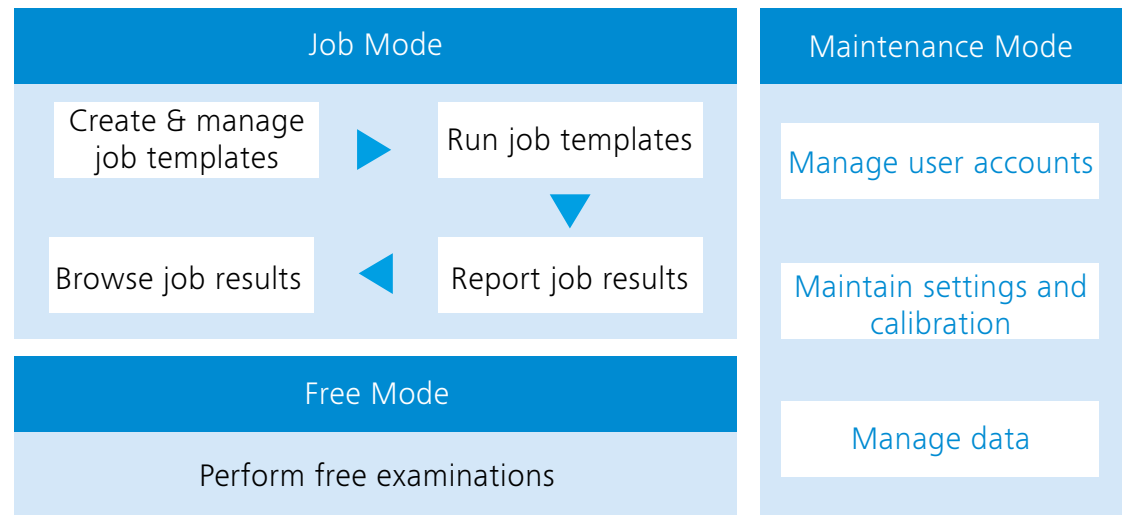 Job Mode
Create & manage
job templates
Run job templates
Browse job results
Report job results
Free Mode
Perform free examinations
Maintenance Mode
Manage user accounts
Maintain settings and
calibration
Manage data